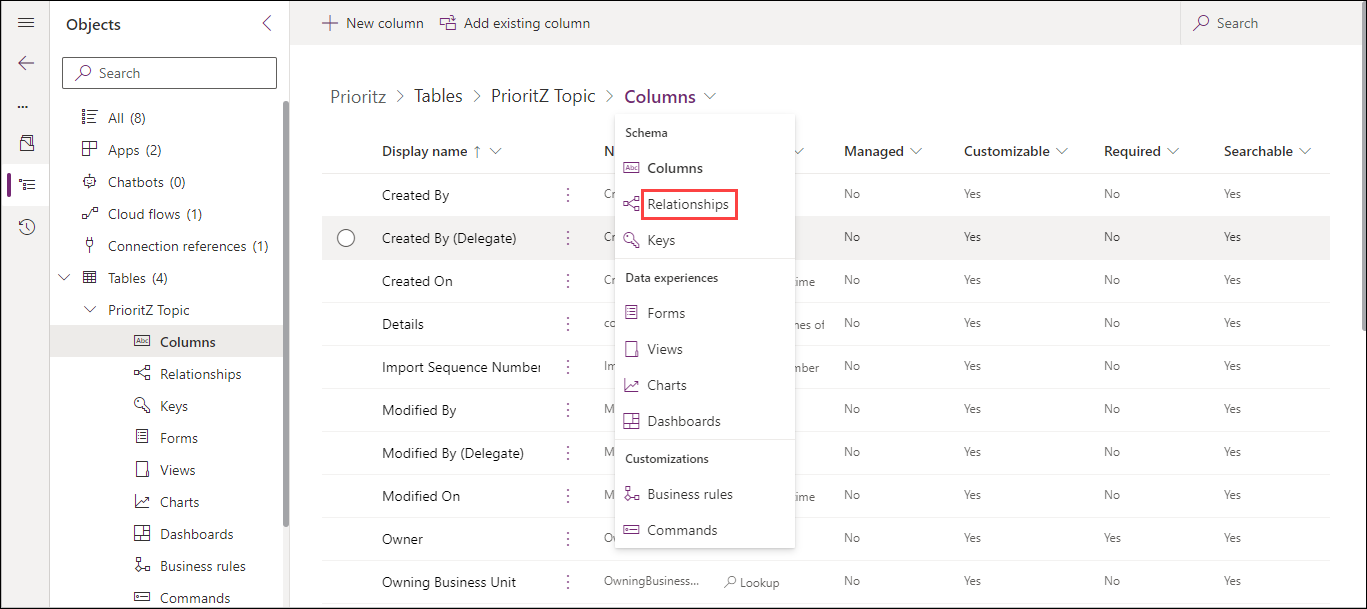 Objects
New column
Add existing column
Search
Search
All (8)
Apps (2)
Chatbots (0)
Cloud flows (1)
Connection references (1)
Tables (4)
PrioritZ Topic
Columns
Relationships
Keys
Forms
Views
Charts
Dashboards
Business rules
Commands
Prioritz > Tables > PrioritZ Topic > Columns
Display name ↑ N Managed Customizable Required Searchable
Created By Cr No Yes No Yes
Created By (Delegate) Cr No Yes No Yes
Created On Cr ime No Yes No Yes
Details co nes of No Yes No Yes
Import Sequence Number Im mber No Yes No Yes
Modified By M No Yes No Yes
Modified By (Delegate) M No Yes No Yes
Modified On M ime No Yes No Yes
Owner Ov No Yes Yes Yes
Owning Business Unit OwningBusiness... Lookup No Yes No Yes
Schema
Abc Columns
Relationships
Keys
Data experiences
Forms
Views
Charts
Dashboards
Customizations
Business rules
Commands